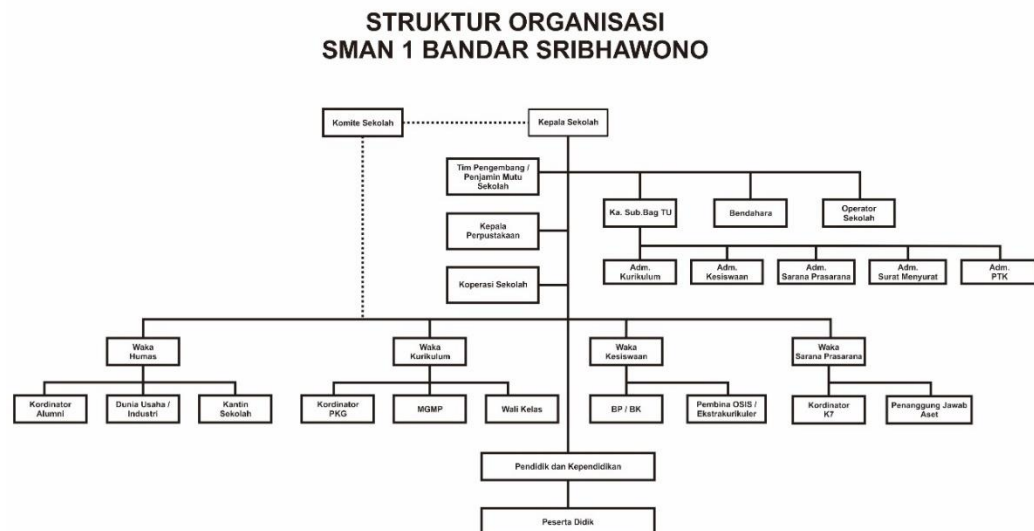 STRUKTUR ORGANISASI
SMAN 1 BANDAR SRIBHAWONO
Komite Sekolah
Kepala Sekolah
Tim Pengembang /
Penjamin Mutu
Sekolah
Ka. Sub.Bag TU
Bendahara
Operator
Sekolah
Kepala
Perpustakaan
Adm.
Kurikulum
Adm.
Kesiswaan
Adm.
Sarana Prasarana
Adm.
Surat Menyurat
Adm.
PTK
Koperasi Sekolah
Waka
Humas
Waka
Kurikulum
Waka
Kesiswaan
Waka
Sarana Prasarana
Kordinator
Alumni
Dunia Usaha /
Industri
Kantin
Sekolah
Kordinator
PKG
MGMP
Wali Kelas
BP / BK
Pembina OSIS /
Ekstrakurikuler
Kordinator
K7
Penanggung Jawab
Aset
Pendidik dan Kependidikan
Peserta Didik